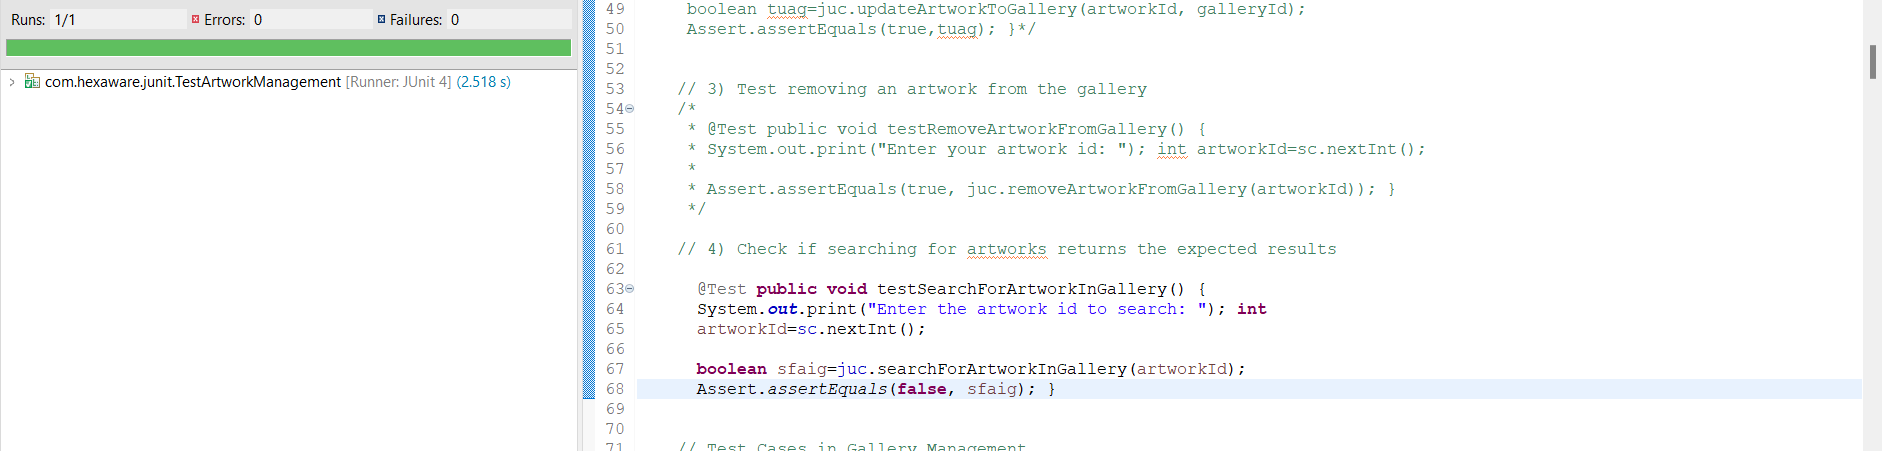 Runs: 1/1 Errors: 0 Failures: 0
com.hexaware.junit.TestArtworkManagement [Runner: JUnit 4] (2.518 s)
49 boolean tuag=juc.updateArtworkToGallery(artworkId, galleryId);
50 Assert.assertEquals(true,tuag); }*/
51
52
53 // 3) Test removing an artwork from the gallery
54 /*
55 * @Test public void testRemoveArtworkFromGallery() {
56 * System.out.print("Enter your artwork id: "); int artworkId=sc.nextInt();
57 *
58 * Assert.assertEquals(true, juc.removeArtworkFromGallery(artworkId)); }
59 */
60
61 // 4) Check if searching for artworks returns the expected results
62
63 @Test public void testSearchForArtworkInGallery() {
64 System.out.print("Enter the artwork id to search: "); int
65 artworkId=sc.nextInt();
66
67 boolean sfaig=juc.searchForArtworkInGallery(artworkId);
68 Assert.assertEquals(false, sfaig); }
69
70
71 // Test Cases in Gallery Management